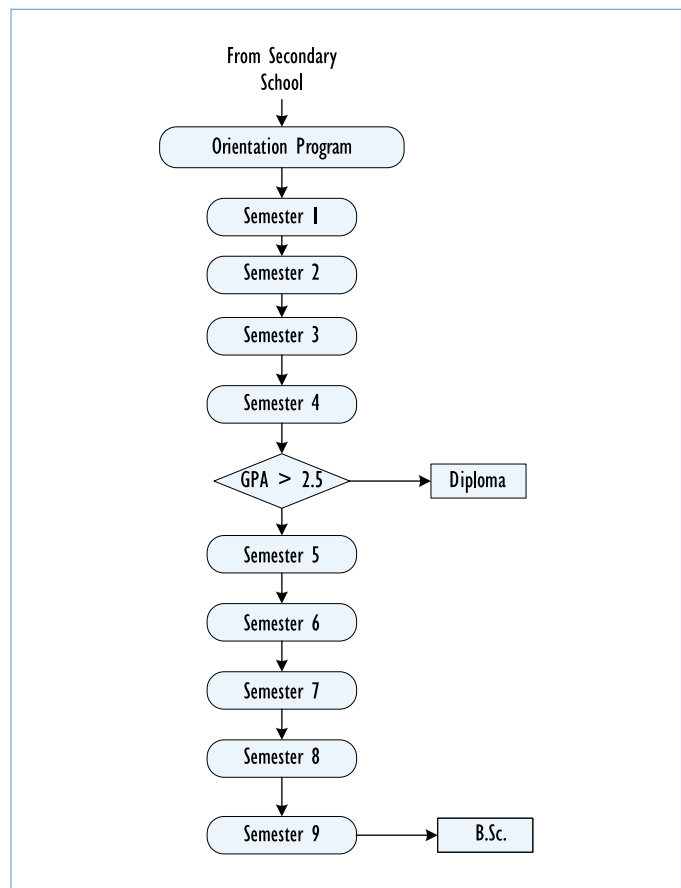 From Secondary
School
Orientation Program
Semester 1
Semester 2
Semester 3
Semester 4
GPA > 2.5
Diploma
Semester 5
Semester 6
Semester 7
Semester 8
Semester 9
B.Sc.